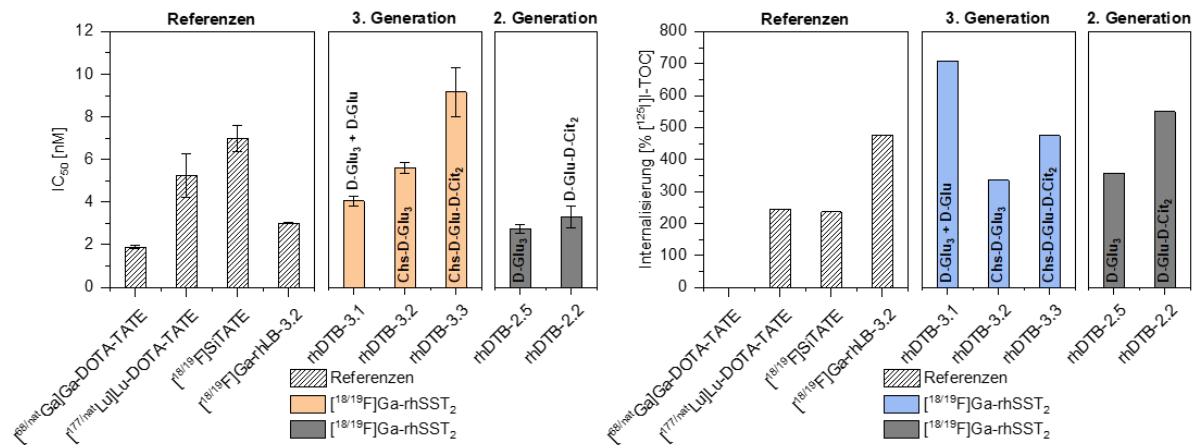 Referenzen
3. Generation
2. Generation
12
10
8
6
4
2
0
IC₅₀ [nM]
D-Glu₃ + D-Glu
Chs-D-Glu₃
Chs-D-Glu-D-Cit₂
D-Glu₃
D-Glu-D-Cit₂
[⁶⁸/ⁿᵃᵗGa]Ga-DOTA-TATE
[¹⁷⁷/ⁿᵃᵗLu]Lu-DOTA-TATE
[¹⁸/¹⁹F]SiTATE
[¹⁸/¹⁹F]Ga-rhLB-3.2
rhDTB-3.1
rhDTB-3.2
rhDTB-3.3
rhDTB-2.5
rhDTB-2.2
Referenzen
[¹⁸/¹⁹F]Ga-rhSST₂
[¹⁸/¹⁹F]Ga-rhSST₂
Referenzen
3. Generation
2. Generation
800
700
600
500
400
300
200
100
0
Internalisierung [% [¹²⁵I]I-TOC]
D-Glu₃ + D-Glu
Chs-D-Glu₃
Chs-D-Glu-D-Cit₂
D-Glu₃
D-Glu-D-Cit₂
[⁶⁸/ⁿᵃᵗGa]Ga-DOTA-TATE
[¹⁷⁷/ⁿᵃᵗLu]Lu-DOTA-TATE
[¹⁸/¹⁹F]SiTATE
[¹⁸/¹⁹F]Ga-rhLB-3.2
rhDTB-3.1
rhDTB-3.2
rhDTB-3.3
rhDTB-2.5
rhDTB-2.2
Referenzen
[¹⁸/¹⁹F]Ga-rhSST₂
[¹⁸/¹⁹F]Ga-rhSST₂